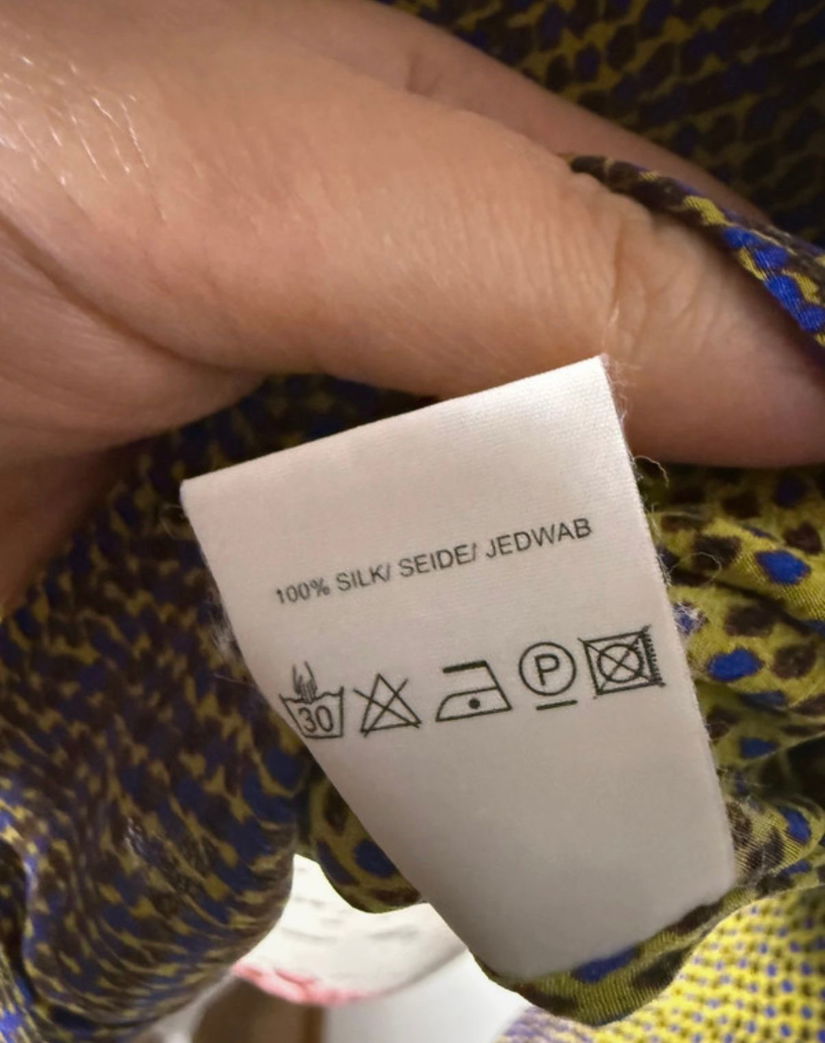 100% SILK/ SEIDE/ JEDWAB
30 P